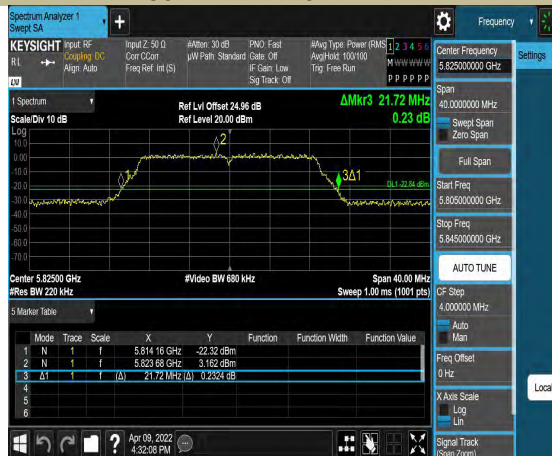 Spectrum Analyzer 1
Swept SA
+
Frequency
KEYSIGHT
RL
Input: RF
Coupling: DC
Align: Auto
Input Z: 50 Ω
Corr CCorr
Freq Ref: Int (S)
#Atten: 30 dB
µW Path: Standard
PNO: Fast
Gate: Off
IF Gain: Low
Sig Track: Off
#Avg Type: Power (RMS
Avg|Hold: 100/100
Trig: Free Run
1 2 3 4 5 6
M W W W W W
P P P P P P
LXI
1 Spectrum
Scale/Div 10 dB
Log
Ref Lvl Offset 24.96 dB
Ref Level 20.00 dBm
ΔMkr3 21.72 MHz
0.23 dB
10.0
0.00
-10.0
-20.0
-30.0
-40.0
-50.0
-60.0
-70.0
1
2
3Δ1
DL1 -22.84 dBm
Center 5.82500 GHz
#Res BW 220 kHz
#Video BW 680 kHz
Span 40.00 MHz
Sweep 1.00 ms (1001 pts)
5 Marker Table
Mode Trace Scale X Y Function Function Width Function Value
1 N 1 f 5.814 16 GHz -22.32 dBm
2 N 1 f 5.823 68 GHz 3.162 dBm
3 Δ1 1 f (Δ) 21.72 MHz (Δ) 0.2324 dB
4
5
6
?
Apr 09, 2022
4:32:08 PM
Center Frequency
5.825000000 GHz
Settings
Span
40.0000000 MHz
Swept Span
Zero Span
Full Span
Start Freq
5.805000000 GHz
Stop Freq
5.845000000 GHz
AUTO TUNE
CF Step
4.000000 MHz
Auto
Man
Freq Offset
0 Hz
X Axis Scale
Log
Lin
Local
Signal Track
(Span Zoom)